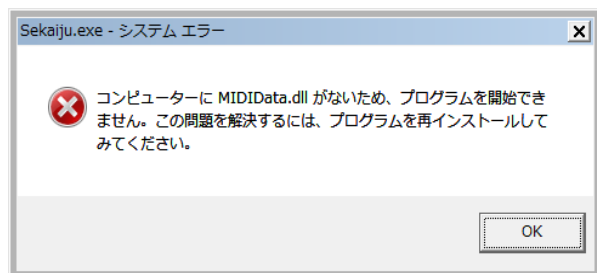 Sekaiju.exe - システム エラー
コンピューターに MIDIData.dll がないため、プログラムを開始でき
ません。この問題を解決するには、プログラムを再インストールして
みてください。
OK